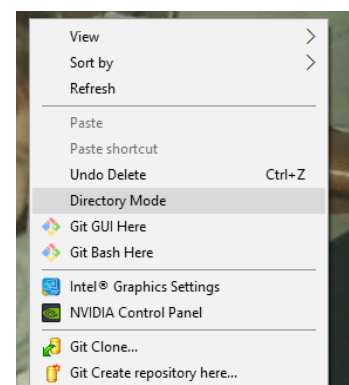 View
Sort by
Refresh
Paste
Paste shortcut
Undo Delete Ctrl+Z
Directory Mode
Git GUI Here
Git Bash Here
Intel® Graphics Settings
NVIDIA Control Panel
Git Clone...
Git Create repository here...